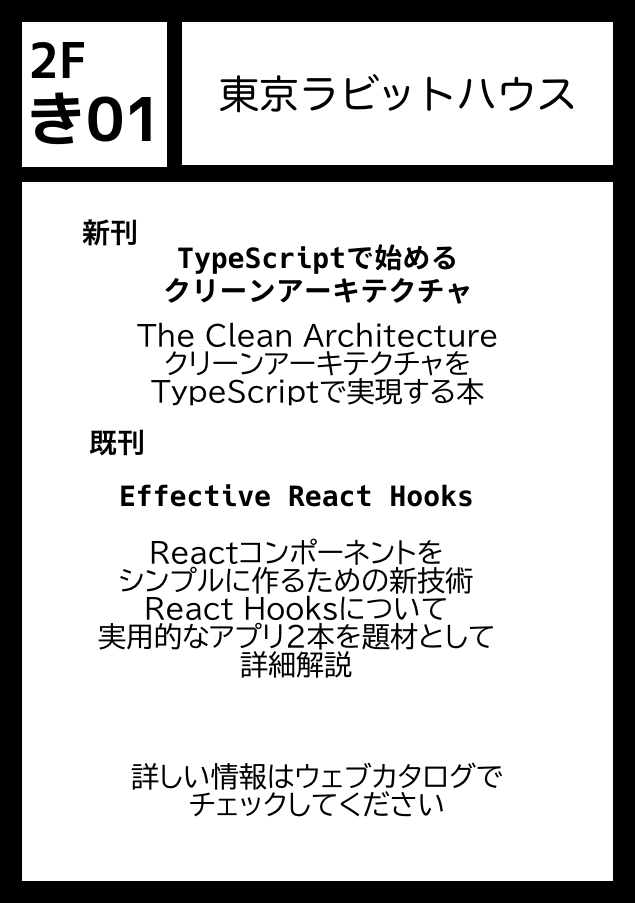 2F
き01
東京ラビットハウス
新刊
TypeScriptで始める
クリーンアーキテクチャ
The Clean Architecture
クリーンアーキテクチャを
TypeScriptで実現する本
既刊
Effective React Hooks
Reactコンポーネントを
シンプルに作るための新技術
React Hooksについて
実用的なアプリ2本を題材として
詳細解説
詳しい情報はウェブカタログで
チェックしてください